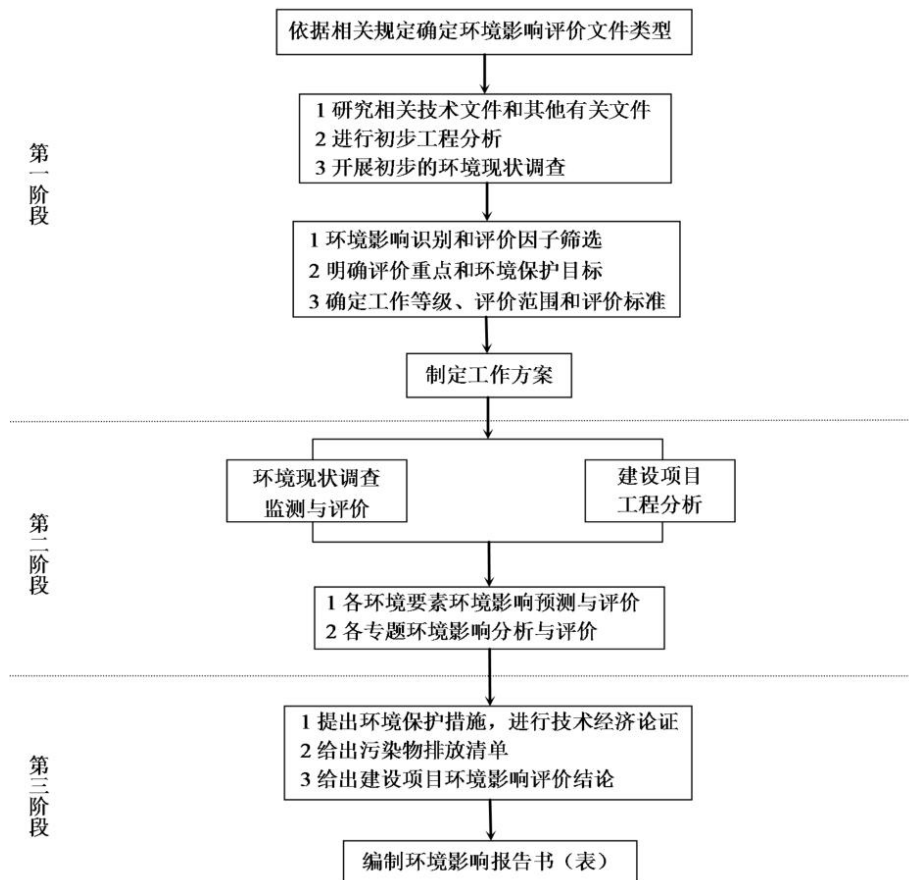 依据相关规定确定环境影响评价文件类型
1 研究相关技术文件和其他有关文件
2 进行初步工程分析
3 开展初步的环境现状调查
第一阶段
1 环境影响识别和评价因子筛选
2 明确评价重点和环境保护目标
3 确定工作等级、评价范围和评价标准
制定工作方案
环境现状调查
监测与评价
建设项目
工程分析
第二阶段
1 各环境要素环境影响预测与评价
2 各专题环境影响分析与评价
1 提出环境保护措施，进行技术经济论证
2 给出污染物排放清单
3 给出建设项目环境影响评价结论
第三阶段
编制环境影响报告书（表）